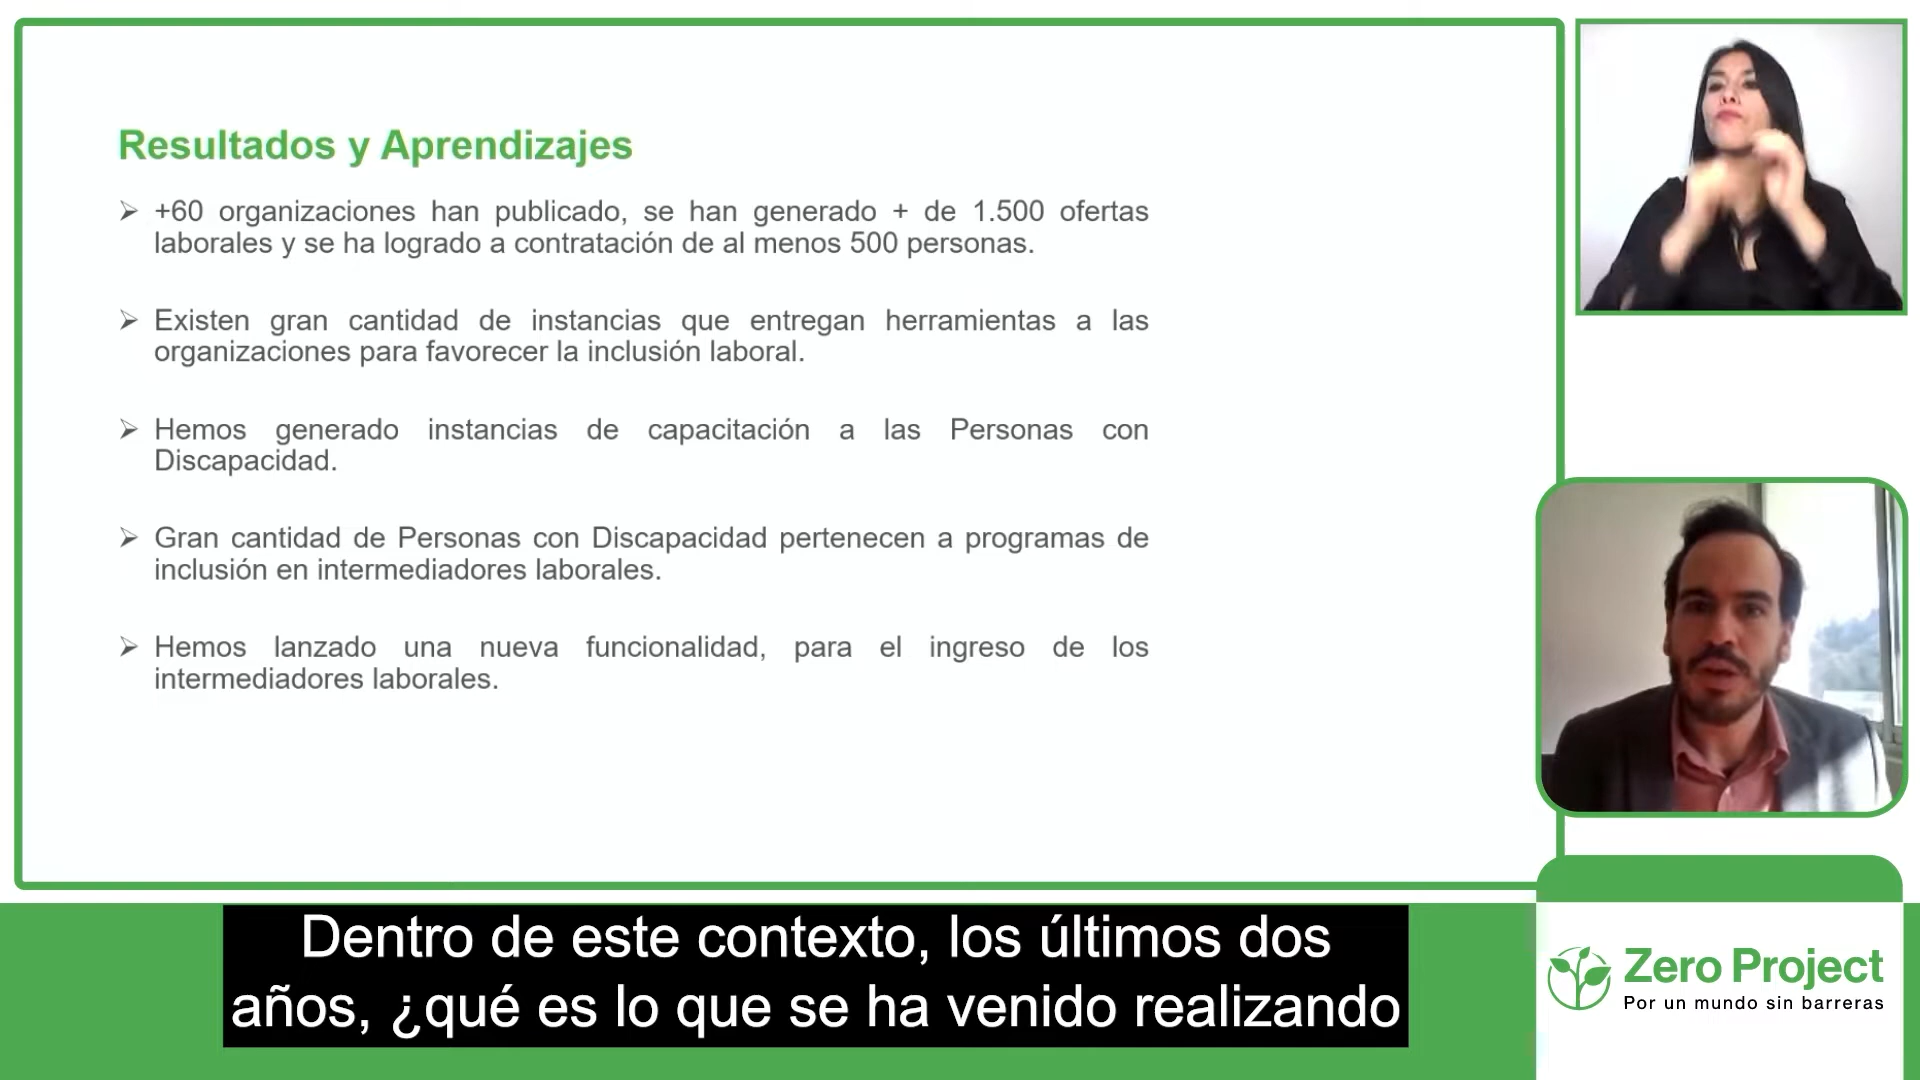 Resultados y Aprendizajes
+60 organizaciones han publicado, se han generado + de 1.500 ofertas
laborales y se ha logrado a contratación de al menos 500 personas.
Existen gran cantidad de instancias que entregan herramientas a las
organizaciones para favorecer la inclusión laboral.
Hemos generado instancias de capacitación a las Personas con
Discapacidad.
Gran cantidad de Personas con Discapacidad pertenecen a programas de
inclusión en intermediadores laborales.
Hemos lanzado una nueva funcionalidad, para el ingreso de los
intermediadores laborales.
Dentro de este contexto, los últimos dos
años, ¿qué es lo que se ha venido realizando
Zero Project
Por un mundo sin barreras